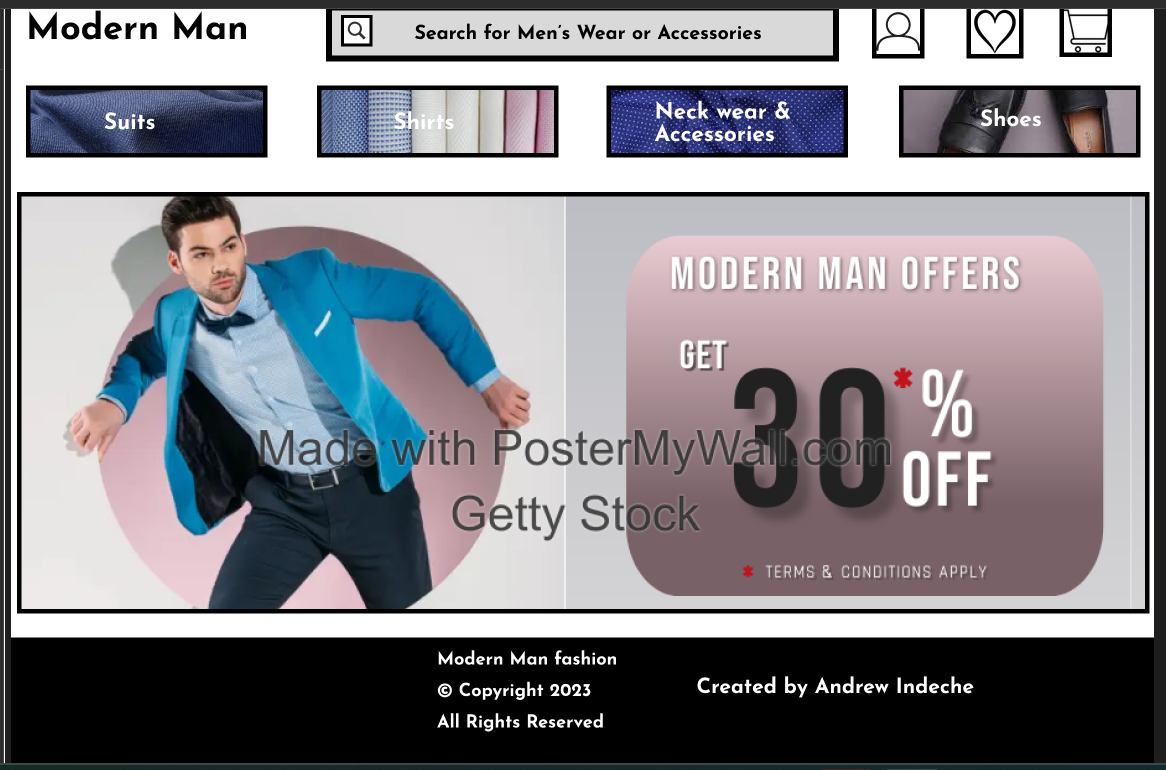 Modern Man
Search for Men's Wear or Accessories
Suits
Shirts
Neck wear &
Accessories
Shoes
MODERN MAN OFFERS
GET
30*%
OFF
* TERMS & CONDITIONS APPLY
Made with PosterMyWall.com
Getty Stock
Modern Man fashion
© Copyright 2023
All Rights Reserved
Created by Andrew Indeche